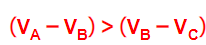 (V_A – V_B) > (V_B – V_C)